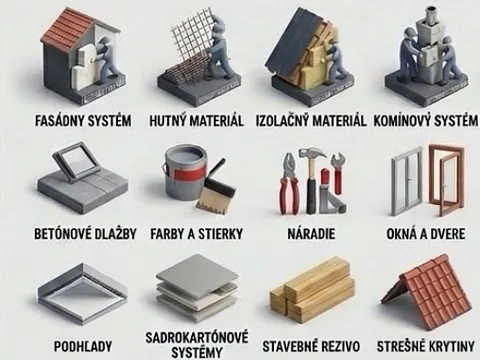 FASÁDNY SYSTÉM
HUTNÝ MATERIÁL
IZOLAČNÝ MATERIÁL
KOMÍNOVÝ SYSTÉM
BETÓNOVÉ DLAŽBY
FARBY A STIERKY
NÁRADIE
OKNÁ A DVERE
PODHLADY
SADROKARTÓNOVÉ
SYSTÉMY
STAVEBNÉ REZIVO
STREŠNÉ KRYTINY